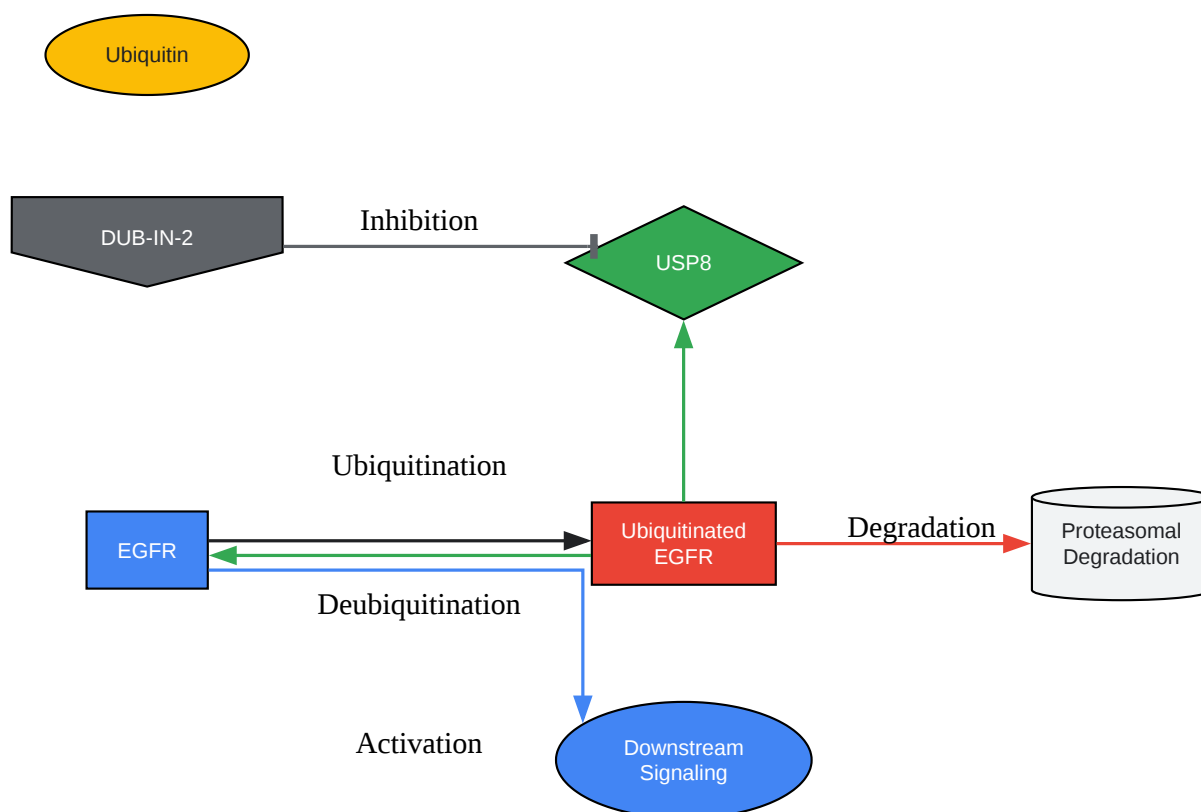 Ubiquitin
Inhibition
DUB-IN-2
USP8
Ubiquitination
EGFR
Ubiquitinated
EGFR
Degradation
Proteasomal
Degradation
Deubiquitination
Activation
Downstream
Signaling